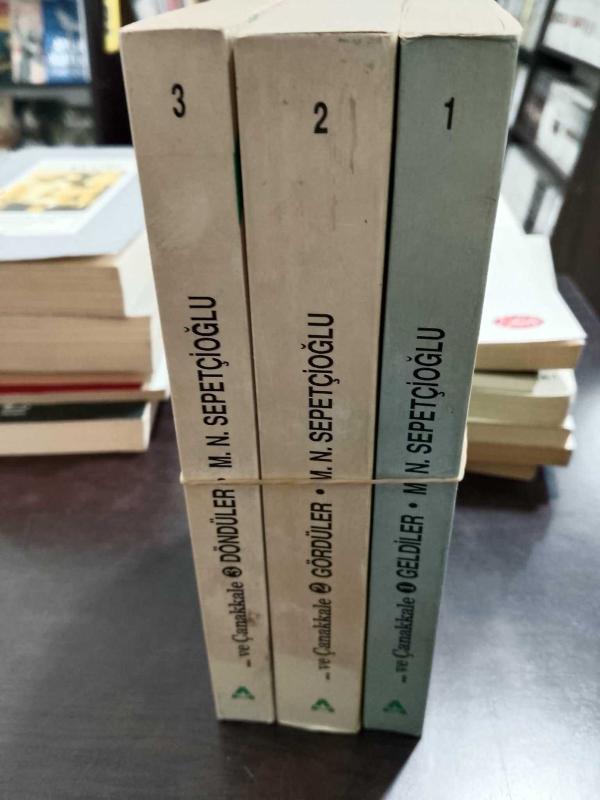 3
... ve Çanakkale 3 DÖNDÜLER • M. N. SEPETÇİOĞLU
2
... ve Çanakkale 2 GÖRDÜLER • M. N. SEPETÇİOĞLU
1
... ve Çanakkale 1 GELDİLER • M. N. SEPETÇİOĞLU